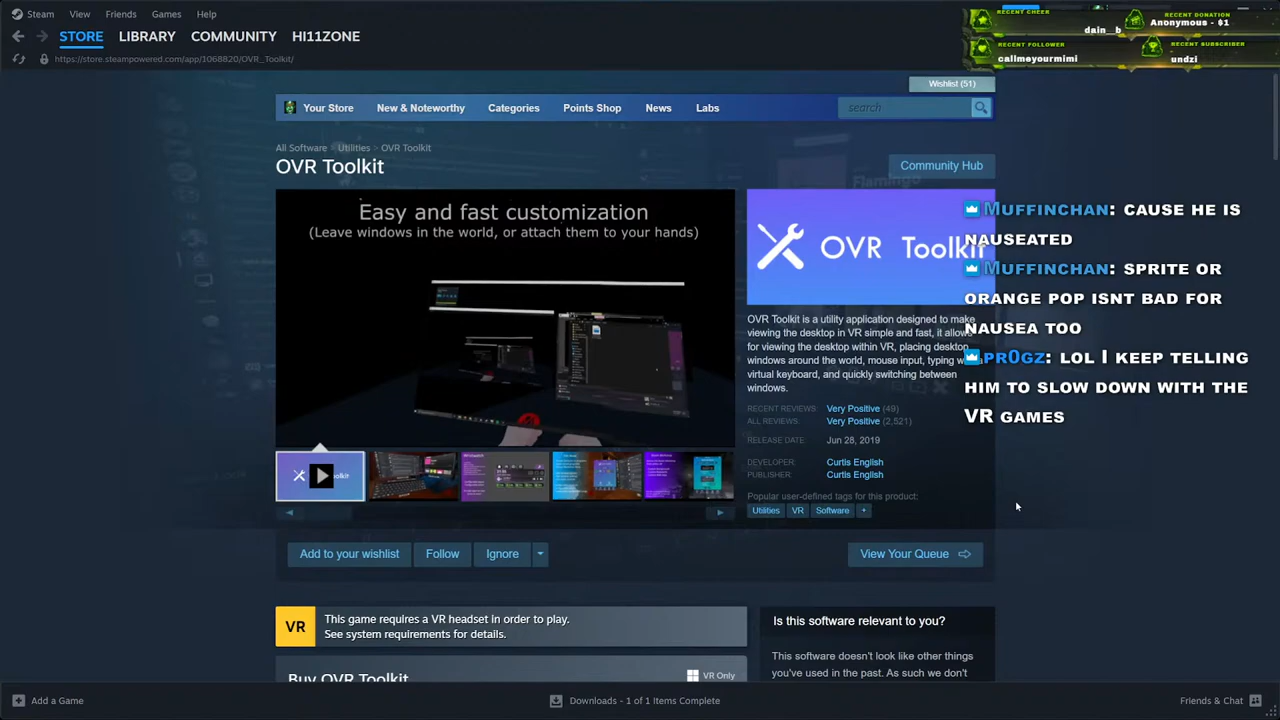 Steam View Friends Games Help
STORE LIBRARY COMMUNITY HI11ZONE
https://store.steampowered.com/app/1068820/OVR_Toolkit/
RECENT CHEER
dain__b
RECENT DONATION
Anonymous - $1
RECENT FOLLOWER
callmeyourmimi
RECENT SUBSCRIBER
undzi
Wishlist (51)
Your Store New & Noteworthy Categories Points Shop News Labs
search
All Software Utilities OVR Toolkit
OVR Toolkit
Community Hub
Easy and fast customization
(Leave windows in the world, or attach them to your hands)
OVR Toolkit
OVR Toolkit is a utility application designed to make
viewing the desktop in VR simple and fast, it allows
for viewing the desktop within VR, placing desktop
windows around the world, mouse input, typing
virtual keyboard, and quickly switching between
windows.
RECENT REVIEWS: Very Positive (49)
ALL REVIEWS: Very Positive (2,521)
RELEASE DATE: Jun 28, 2019
DEVELOPER: Curtis English
PUBLISHER: Curtis English
Popular user-defined tags for this product:
Utilities VR Software +
Muffinchan: cause he is
nauseated
Muffinchan: sprite or
orange pop isnt bad for
nausea too
pr0gz: lol I keep telling
him to slow down with the
VR games
Add to your wishlist Follow Ignore
View Your Queue
VR
This game requires a VR headset in order to play.
See system requirements for details.
Is this software relevant to you?
This software doesn't look like other things
you've used in the past. As such we don't
Buy OVR Toolkit
VR Only
Add a Game
Downloads - 1 of 1 Items Complete
Friends & Chat